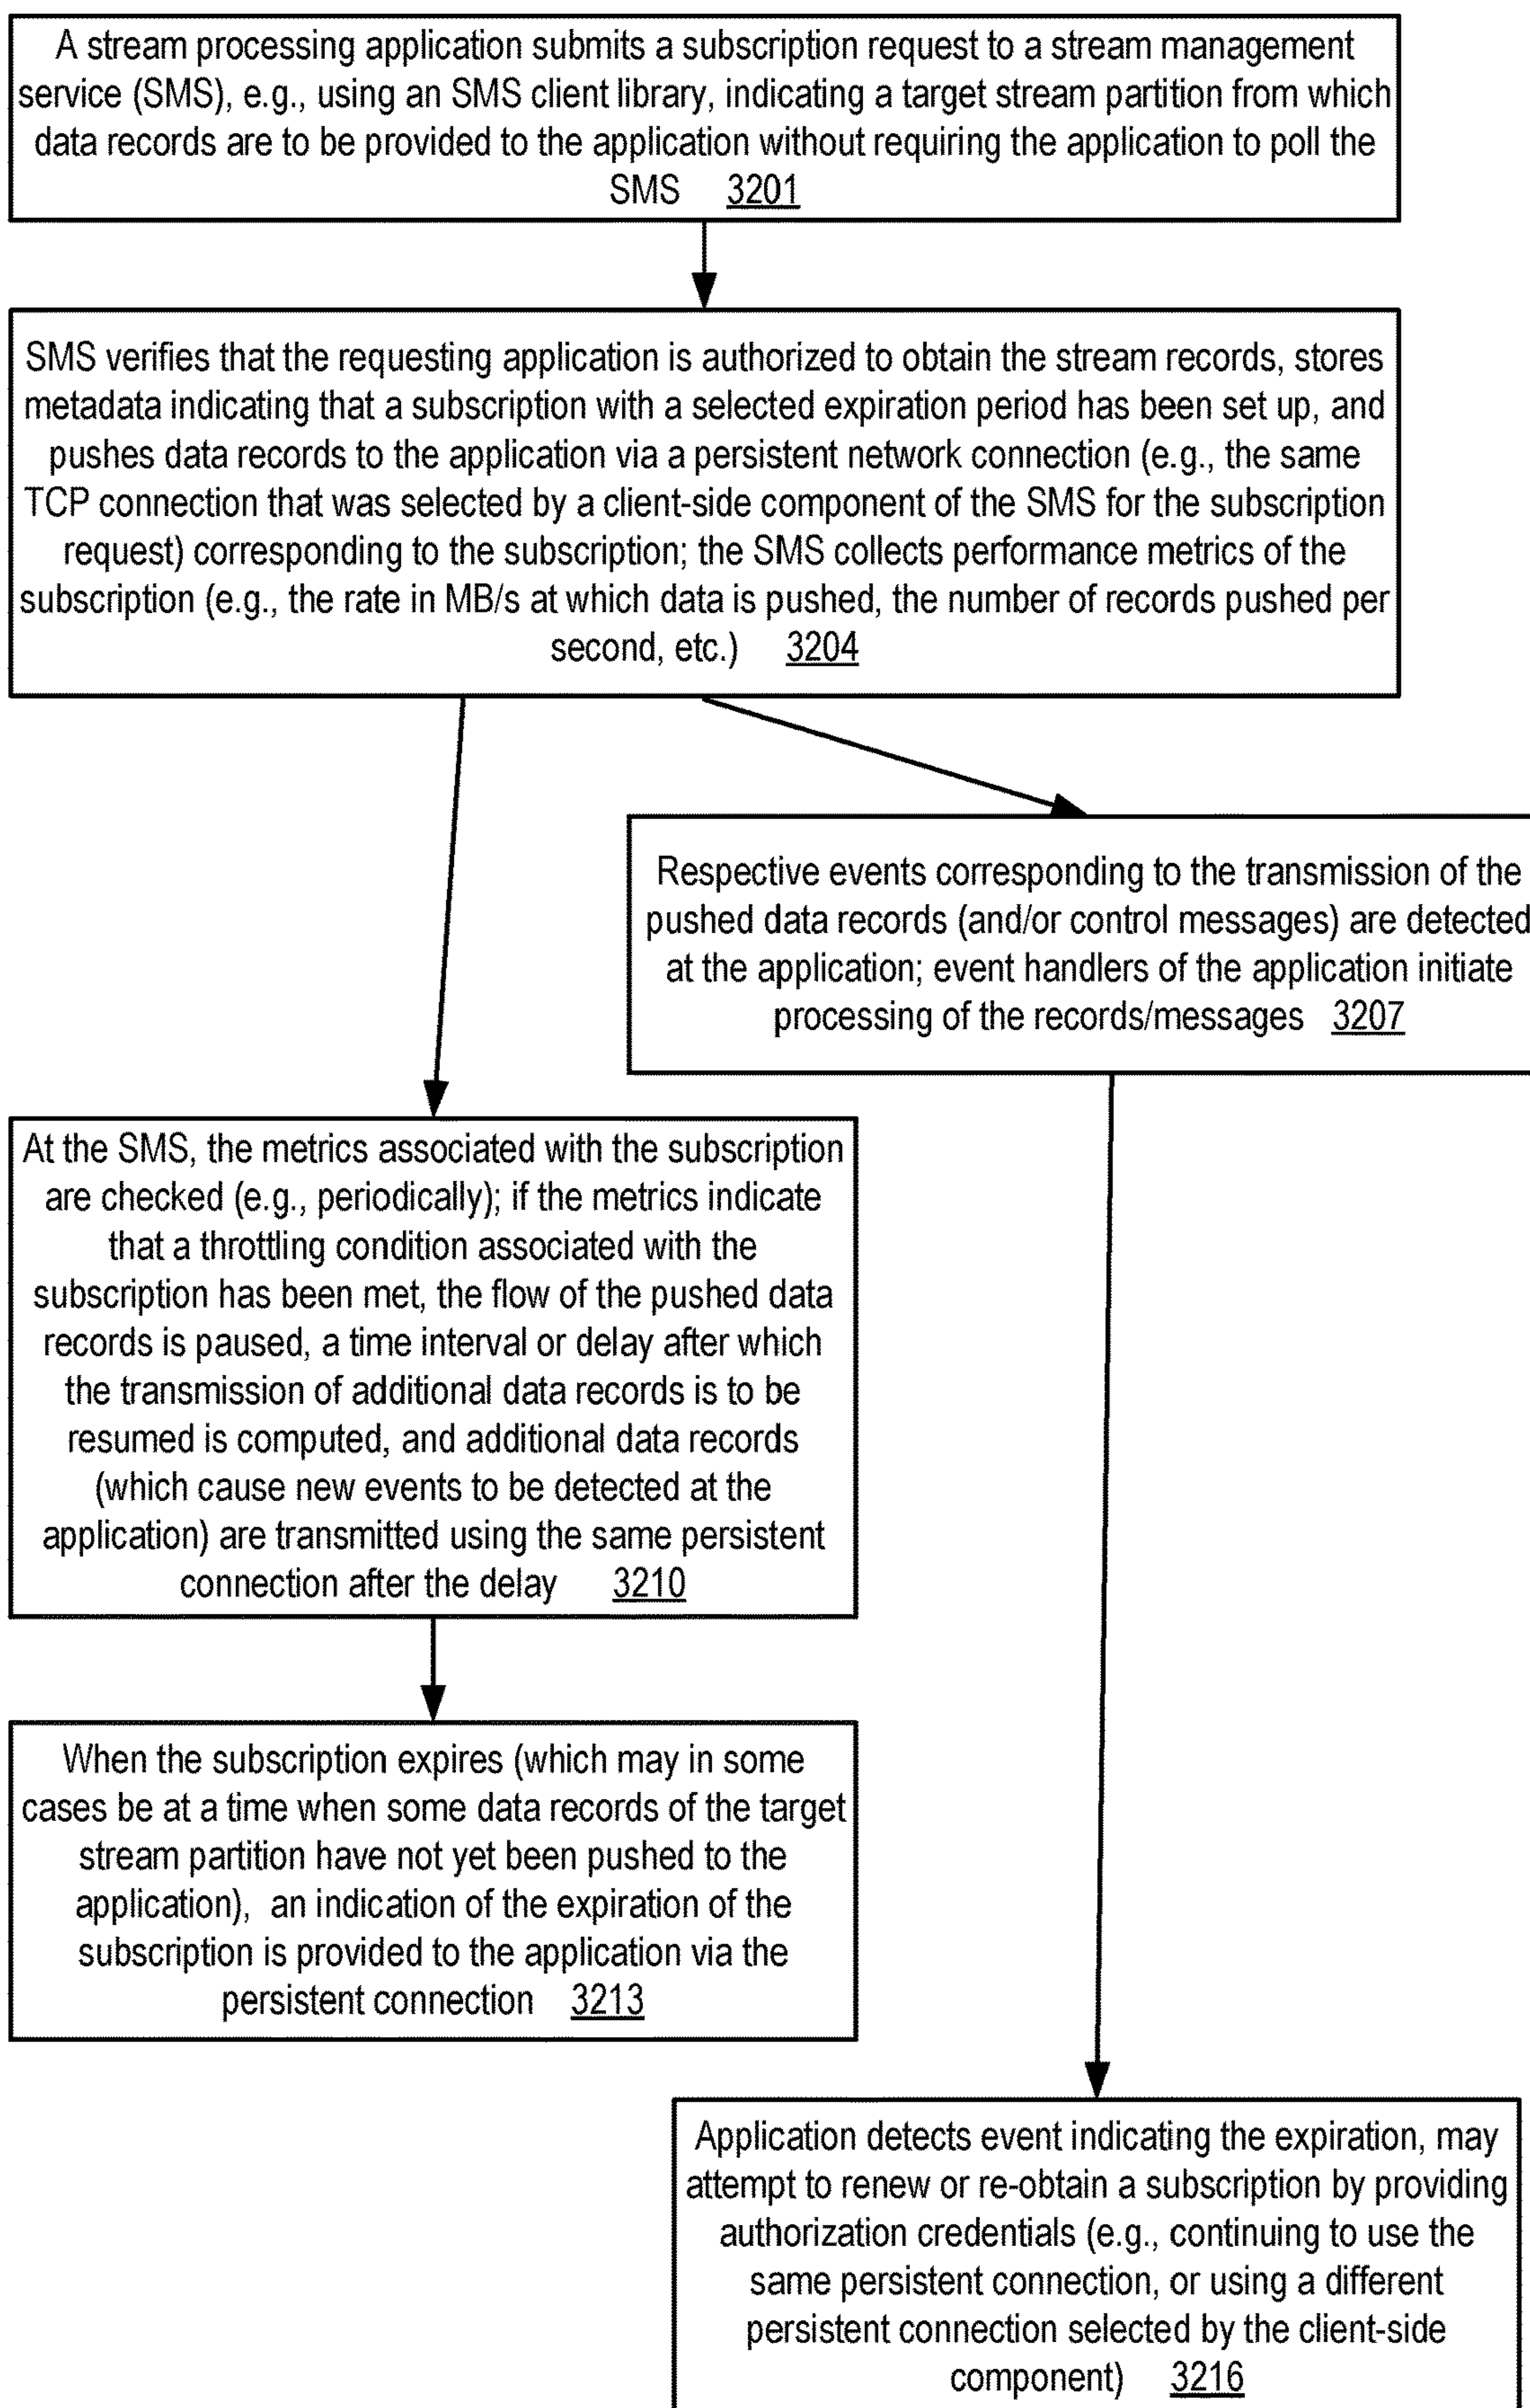 A stream processing application submits a subscription request to a stream management
service (SMS), e.g., using an SMS client library, indicating a target stream partition from which
data records are to be provided to the application without requiring the application to poll the
SMS 3201
SMS verifies that the requesting application is authorized to obtain the stream records, stores
metadata indicating that a subscription with a selected expiration period has been set up, and
pushes data records to the application via a persistent network connection (e.g., the same
TCP connection that was selected by a client-side component of the SMS for the subscription
request) corresponding to the subscription; the SMS collects performance metrics of the
subscription (e.g., the rate in MB/s at which data is pushed, the number of records pushed per
second, etc.) 3204
Respective events corresponding to the transmission of the
pushed data records (and/or control messages) are detected
at the application; event handlers of the application initiate
processing of the records/messages 3207
At the SMS, the metrics associated with the subscription
are checked (e.g., periodically); if the metrics indicate
that a throttling condition associated with the
subscription has been met, the flow of the pushed data
records is paused, a time interval or delay after which
the transmission of additional data records is to be
resumed is computed, and additional data records
(which cause new events to be detected at the
application) are transmitted using the same persistent
connection after the delay 3210
When the subscription expires (which may in some
cases be at a time when some data records of the target
stream partition have not yet been pushed to the
application), an indication of the expiration of the
subscription is provided to the application via the
persistent connection 3213
Application detects event indicating the expiration, may
attempt to renew or re-obtain a subscription by providing
authorization credentials (e.g., continuing to use the
same persistent connection, or using a different
persistent connection selected by the client-side
component) 3216